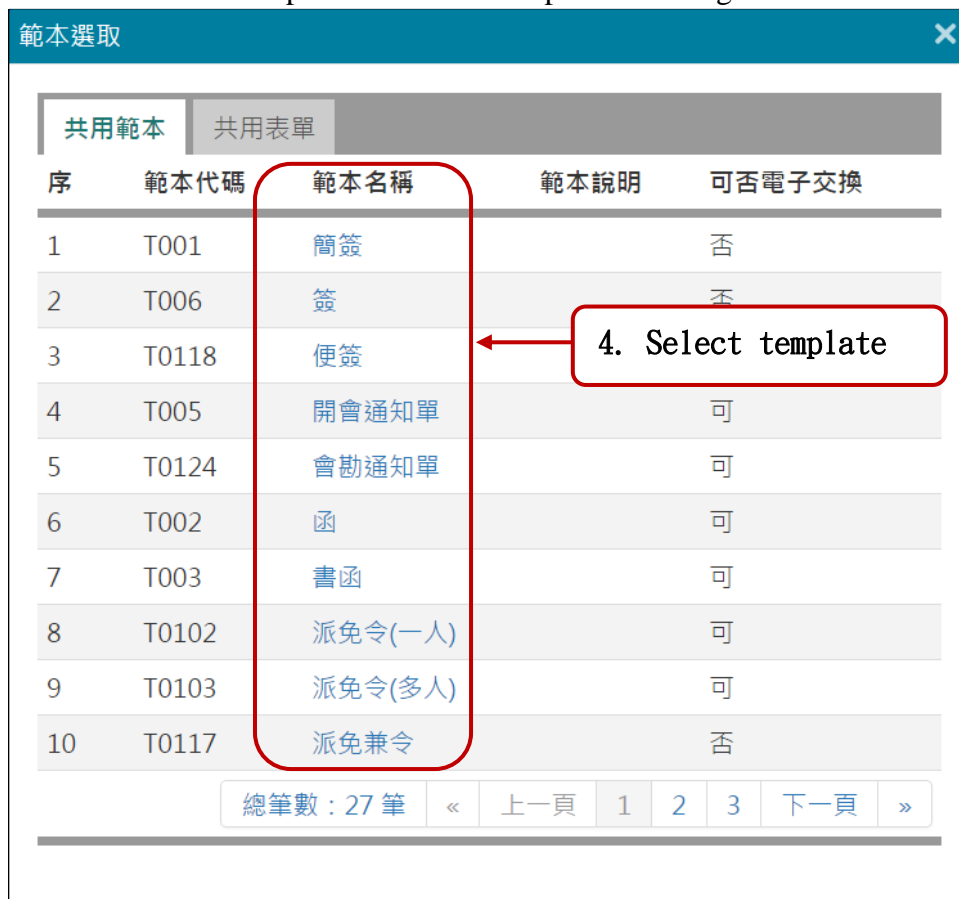 範本選取 ×
共用範本 共用表單
序 範本代碼 範本名稱 範本說明 可否電子交換
1 T001 簡簽 否
2 T006 簽 否
4. Select template
3 T0118 便簽
4 T005 開會通知單 可
5 T0124 會勘通知單 可
6 T002 函 可
7 T003 書函 可
8 T0102 派免令(一人) 可
9 T0103 派免令(多人) 可
10 T0117 派免兼令 否
總筆數：27 筆 « 上一頁 1 2 3 下一頁 »